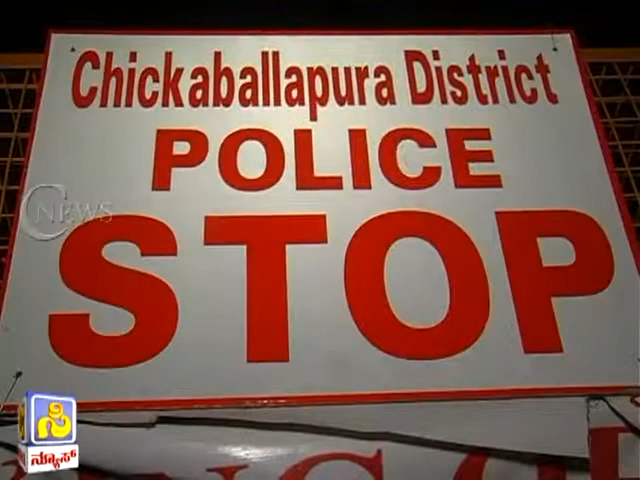 Chickaballapura District
POLICE
NEWS
STOP
ನ್ಯೂಸ್